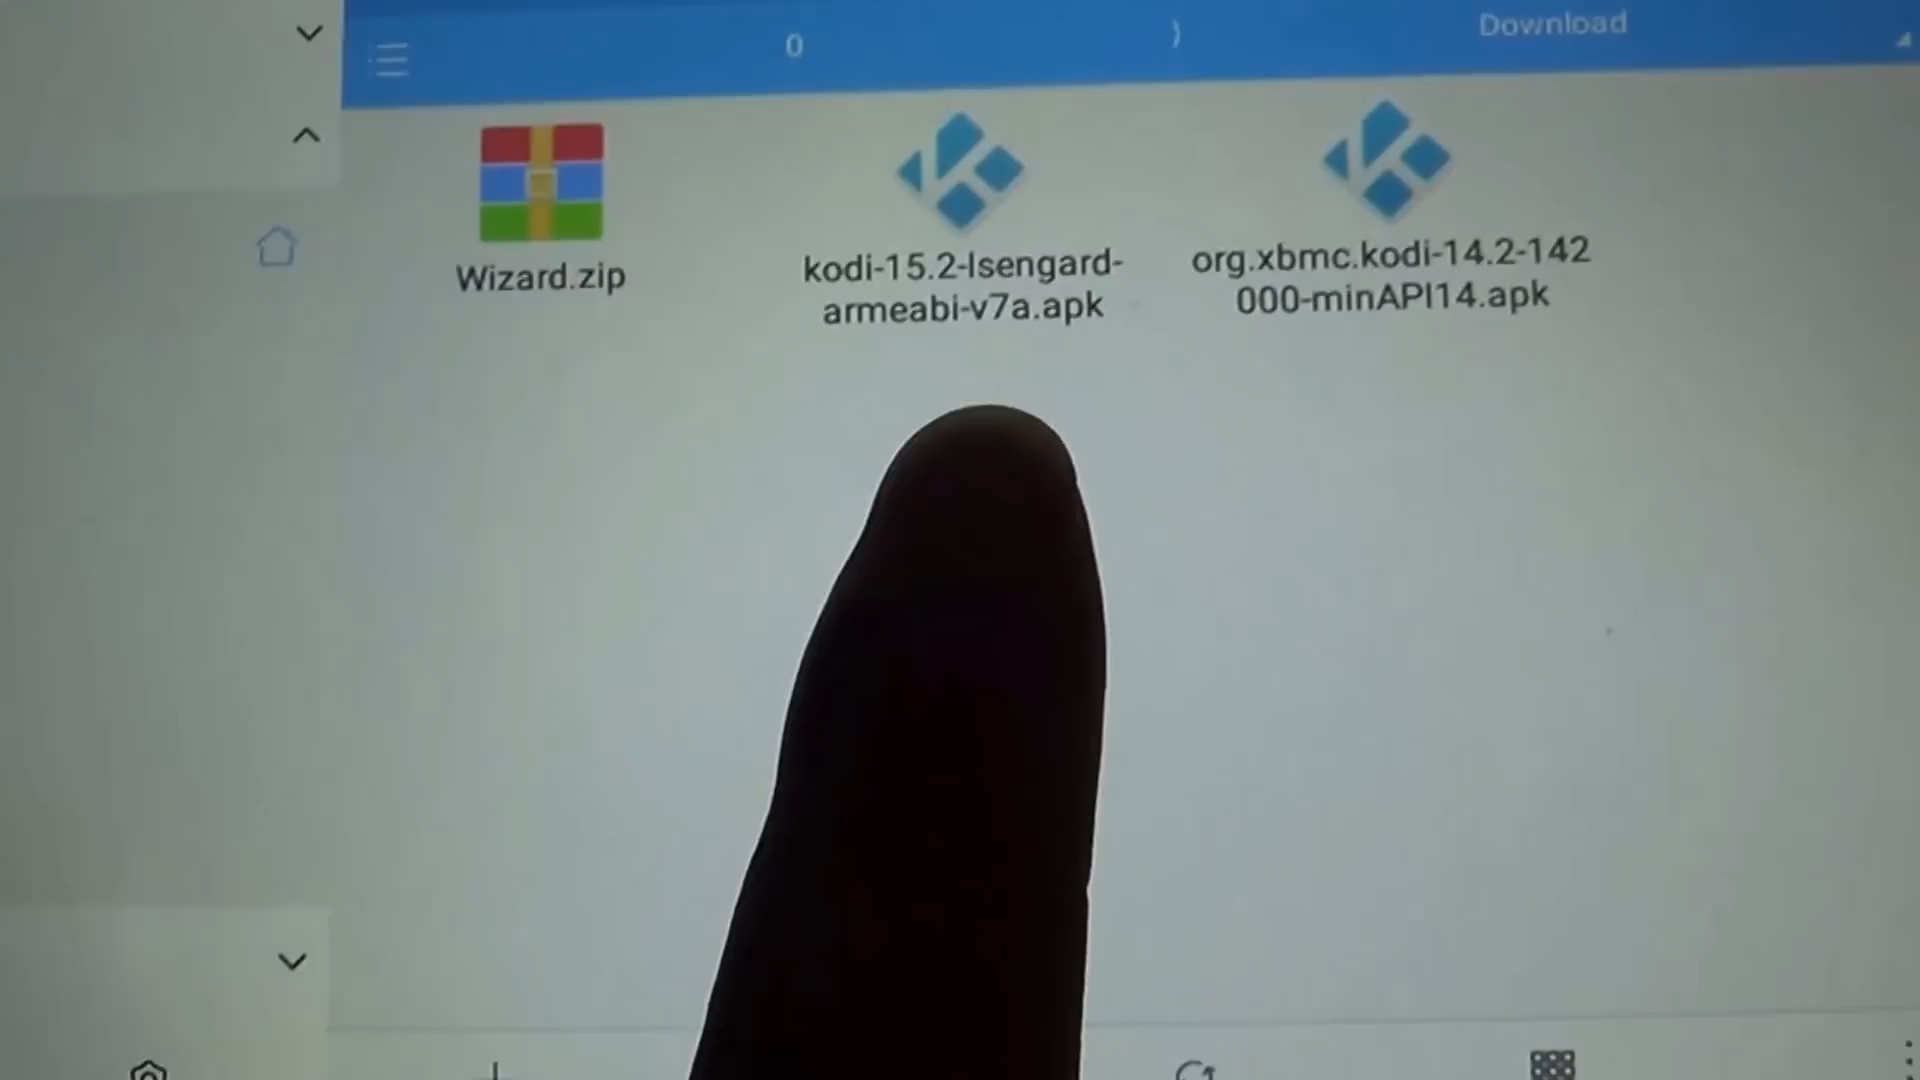 0
Download
Wizard.zip
kodi-15.2-Isengard-
armeabi-v7a.apk
org.xbmc.kodi-14.2-142
000-minAPI14.apk